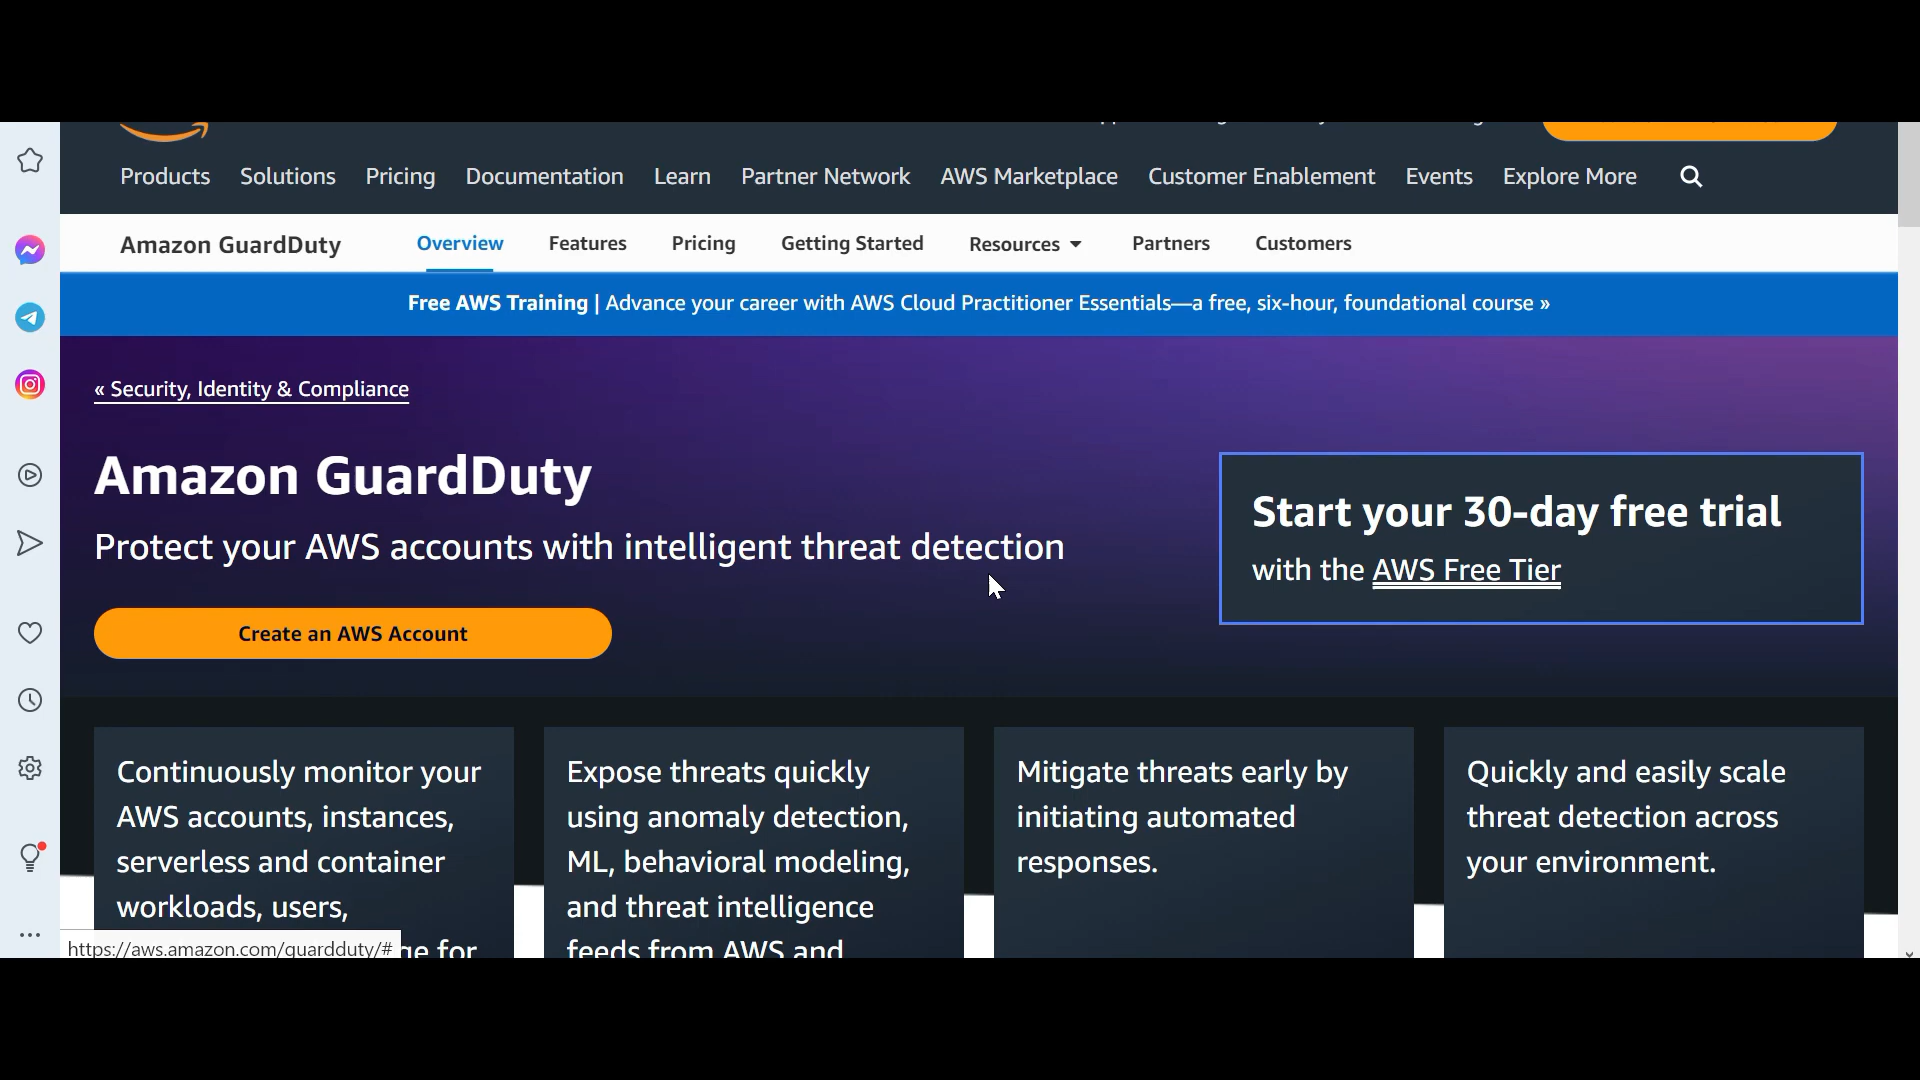 Products Solutions Pricing Documentation Learn Partner Network AWS Marketplace Customer Enablement Events Explore More
Amazon GuardDuty Overview Features Pricing Getting Started Resources Partners Customers
Free AWS Training | Advance your career with AWS Cloud Practitioner Essentials—a free, six-hour, foundational course »
« Security, Identity & Compliance
Amazon GuardDuty
Protect your AWS accounts with intelligent threat detection
Create an AWS Account
Start your 30-day free trial
with the AWS Free Tier
Continuously monitor your
AWS accounts, instances,
serverless and container
workloads, users,
for
Expose threats quickly
using anomaly detection,
ML, behavioral modeling,
and threat intelligence
feeds from AWS and
Mitigate threats early by
initiating automated
responses.
Quickly and easily scale
threat detection across
your environment.
https://aws.amazon.com/guardduty/#